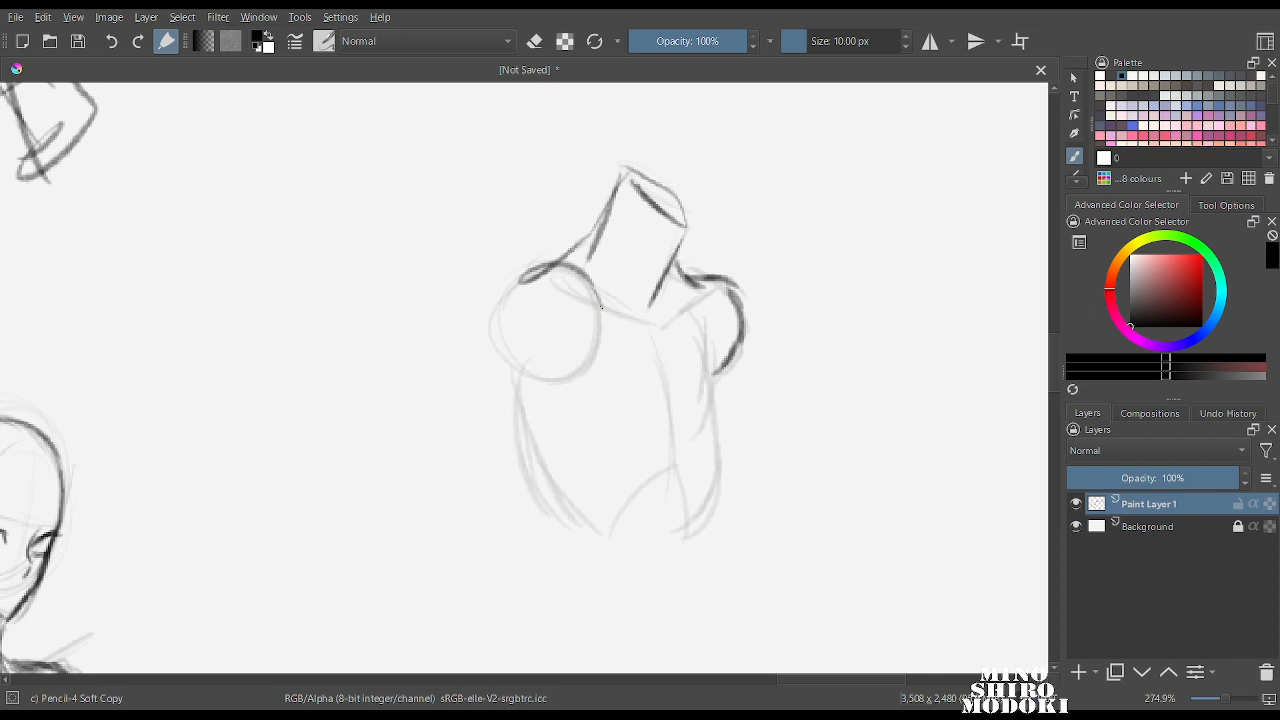 File Edit View Image Layer Select Filter Window Tools Settings Help
Normal Opacity: 100% Size: 10.00 px
[Not Saved] *
Palette
0
...8 colours
Advanced Color Selector Tool Options
Advanced Color Selector
Layers Compositions Undo History
Layers
Normal
Opacity: 100%
Paint Layer 1
Background
c) Pencil-4 Soft Copy RGB/Alpha (8-bit integer/channel) sRGB-elle-V2-srgbtrc.icc 3,508 x 2,480 274.9%
MINO
SHIRO
MODOKI